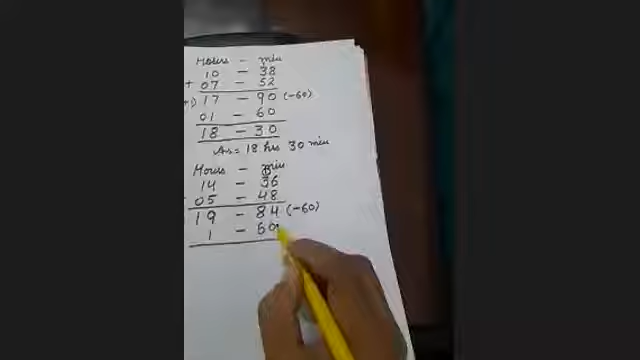 Hours - min
10 - 38
+ 07 - 52
17 - 90 (-60)
01 - 60
18 - 30
As = 18 hrs 30 min
Hours - min
14 - 36
05 - 48
19 - 84 (-60)
1 - 60